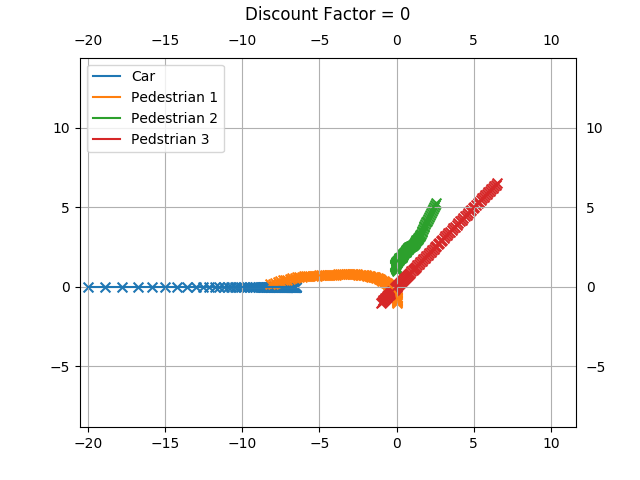 Discount Factor = 0
−20 −15 −10 −5 0 5 10
Car
Pedestrian 1
Pedestrian 2
Pedstrian 3
10 10
5 5
0 0
−5 −5
−20 −15 −10 −5 0 5 10